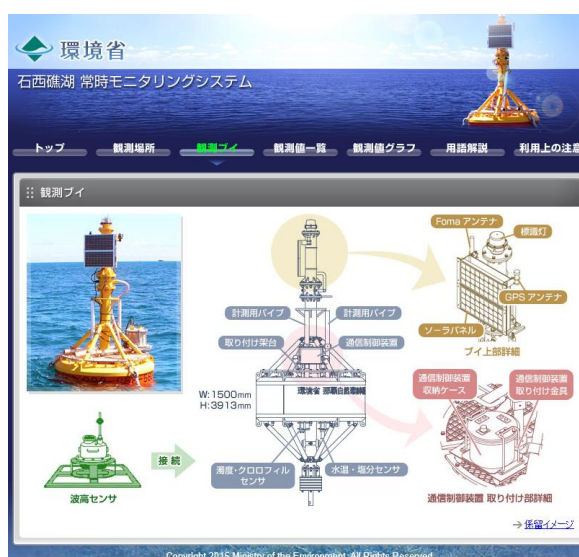 環境省
石西礁湖 常時モニタリングシステム
トップ 観測場所 観測ブイ 観測値一覧 観測値グラフ 用語解説 利用上の注意
観測ブイ
Foma アンテナ
標識灯
GPS アンテナ
ソーラパネル
ブイ上部詳細
計測用パイプ 計測用パイプ
取り付け架台 通信制御装置
W:1500mm
H:3913mm
環境省
通信制御装置
収納ケース
通信制御装置
取り付け金具
接続
波高センサ
濁度・クロロフィル
センサ
水温・塩分センサ
通信制御装置 取り付け部詳細
→係留イメージ
Copyright 2015 Ministry of the Environment. All Rights Reserved.